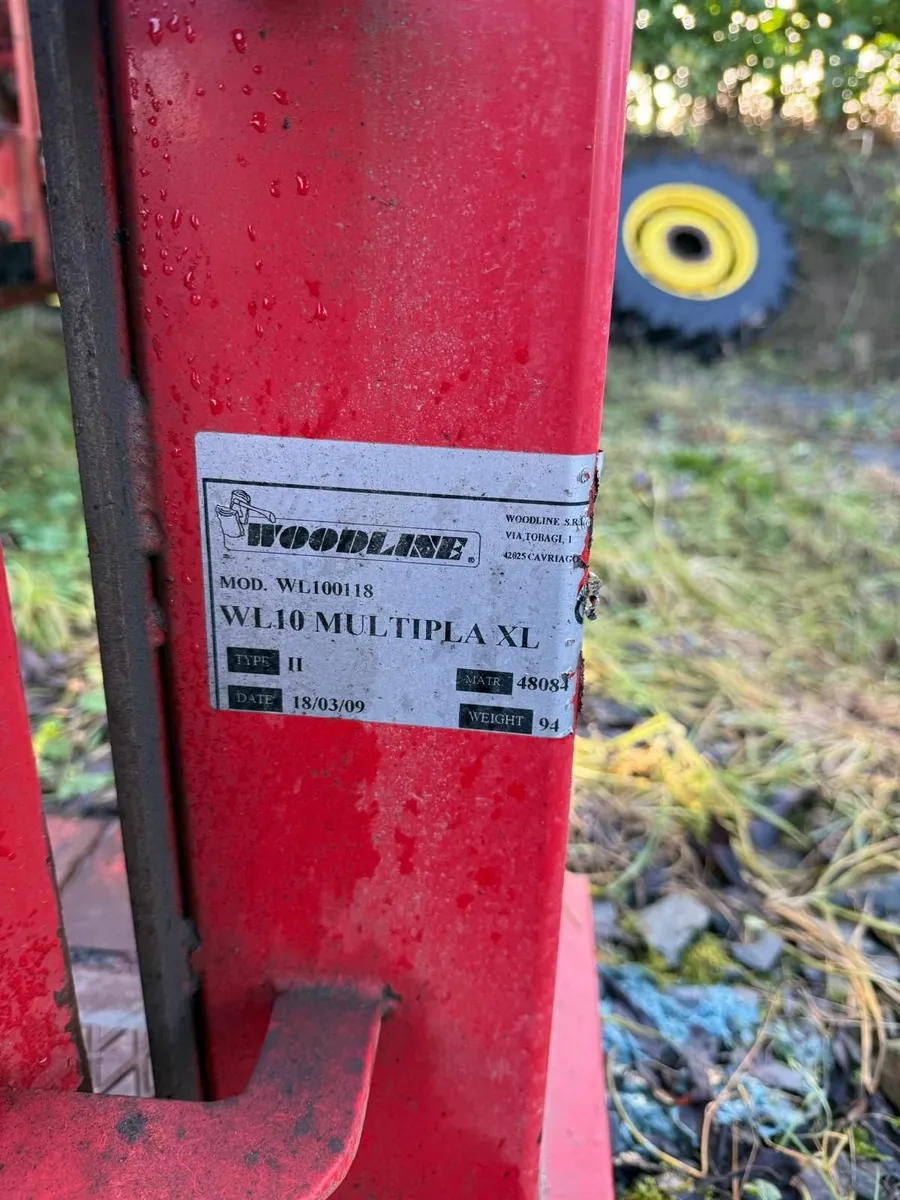 WOODLINE®
WOODLINE S.R.L
VIA TOBAGI, 1
42025 CAVRIAGO
MOD. WL100118
WL10 MULTIPLA XL
TYPE II
MATR 48084
DATE 18/03/09
WEIGHT 94